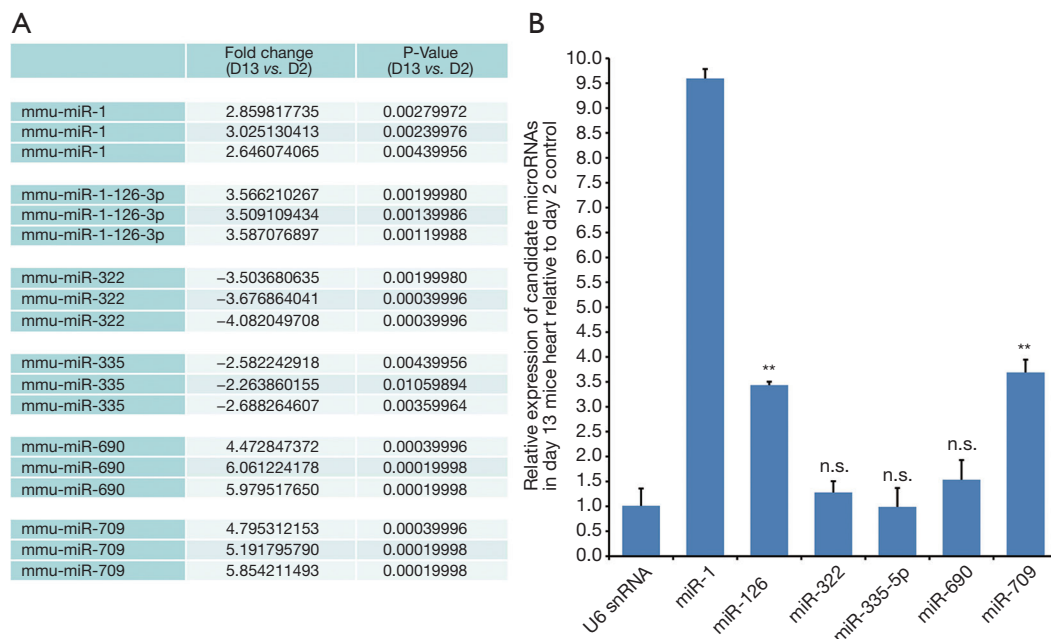 A
Fold change
(D13 vs. D2)
P-Value
(D13 vs. D2)
mmu-miR-1 2.859817735 0.00279972
mmu-miR-1 3.025130413 0.00239976
mmu-miR-1 2.646074065 0.00439956
mmu-miR-1-126-3p 3.566210267 0.00199980
mmu-miR-1-126-3p 3.509109434 0.00139986
mmu-miR-1-126-3p 3.587076897 0.00119988
mmu-miR-322 −3.503680635 0.00199980
mmu-miR-322 −3.676864041 0.00039996
mmu-miR-322 −4.082049708 0.00039996
mmu-miR-335 −2.582242918 0.00439956
mmu-miR-335 −2.263860155 0.01059894
mmu-miR-335 −2.688264607 0.00359964
mmu-miR-690 4.472847372 0.00039996
mmu-miR-690 6.061224178 0.00019998
mmu-miR-690 5.979517650 0.00019998
mmu-miR-709 4.795312153 0.00039996
mmu-miR-709 5.191795790 0.00019998
mmu-miR-709 5.854211493 0.00019998
B
Relative expression of candidate microRNAs
in day 13 mice heart relative to day 2 control
10.0
9.5
9.0
8.5
8.0
7.5
7.0
6.5
6.0
5.5
5.0
4.5
4.0
3.5
3.0
2.5
2.0
1.5
1.0
0.5
0.0
**
n.s.
n.s.
n.s.
**
U6 snRNA
miR-1
miR-126
miR-322
miR-335-5p
miR-690
miR-709